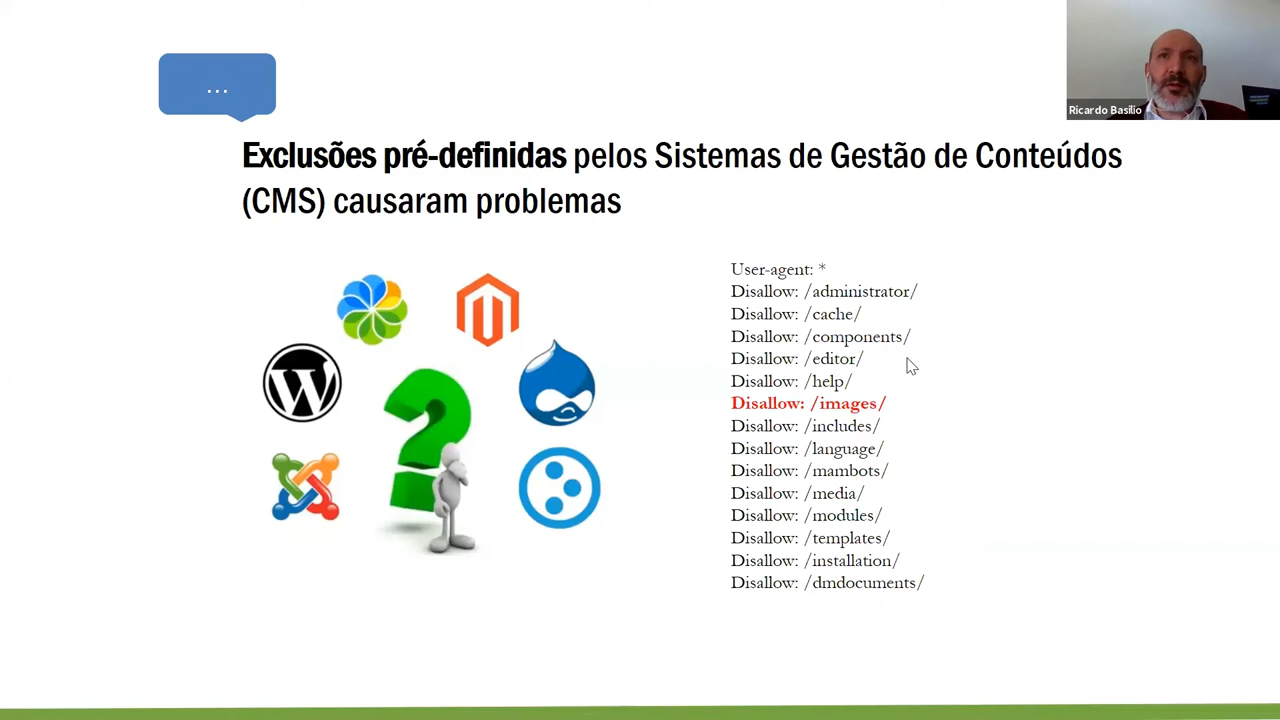 ...
Ricardo Basílio
Exclusões pré-definidas pelos Sistemas de Gestão de Conteúdos
(CMS) causaram problemas
User-agent: *
Disallow: /administrator/
Disallow: /cache/
Disallow: /components/
Disallow: /editor/
Disallow: /help/
Disallow: /images/
Disallow: /includes/
Disallow: /language/
Disallow: /mambots/
Disallow: /media/
Disallow: /modules/
Disallow: /templates/
Disallow: /installation/
Disallow: /dmdocuments/